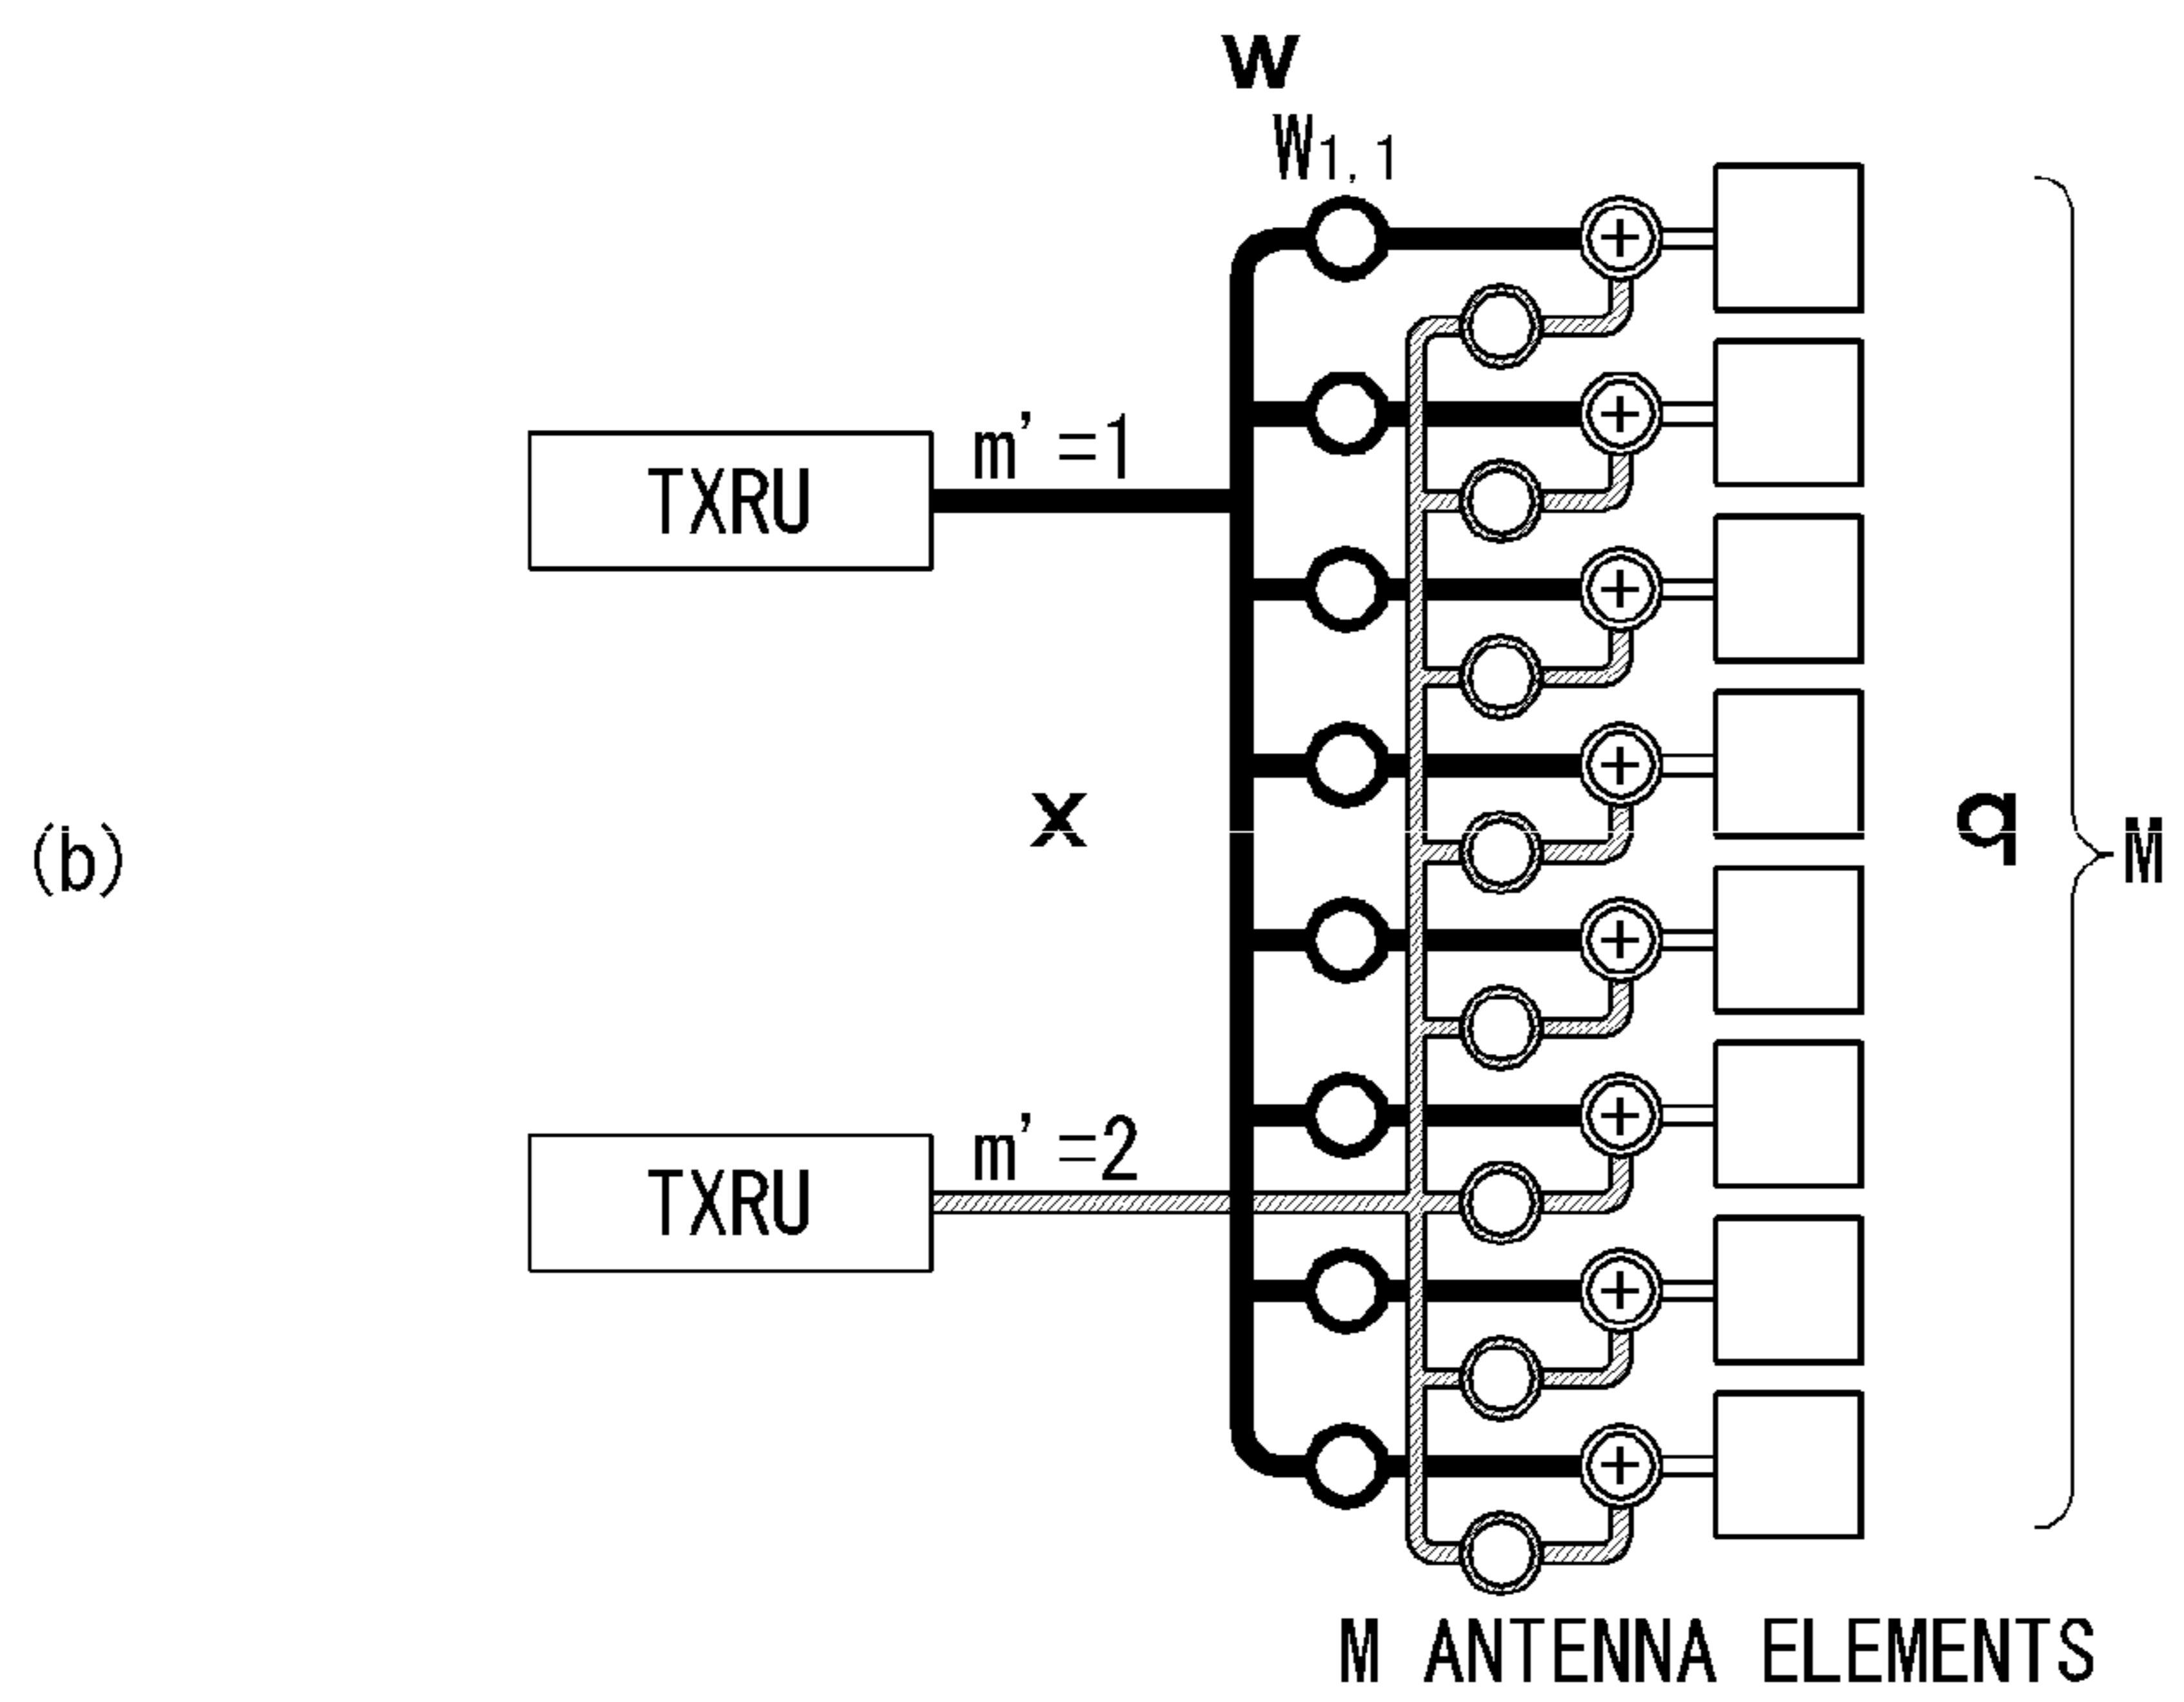 w
W1,1
m'=1
TXRU
x
q
(b)
M
m'=2
TXRU
M ANTENNA ELEMENTS